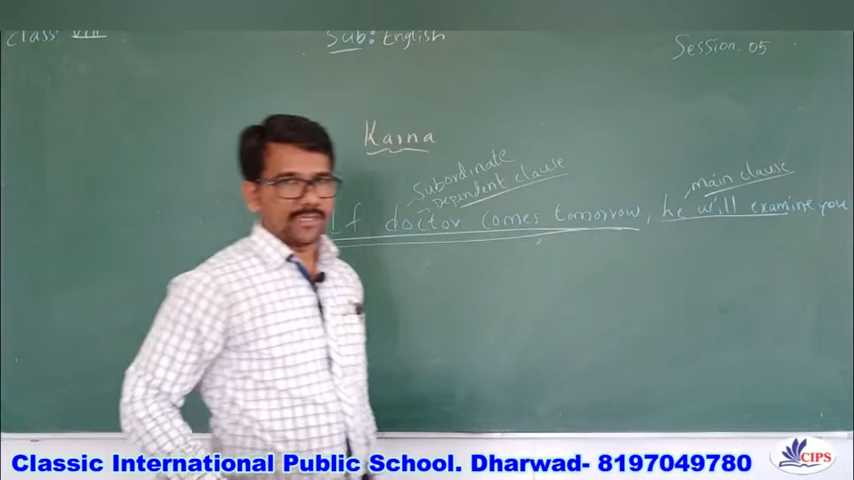 Class: VIII Sub: English Session. 05
Karna
Subordinate
Dependent clause main clause
If doctor comes tomorrow, he will examine you
Classic International Public School. Dharwad- 8197049780
CIPS